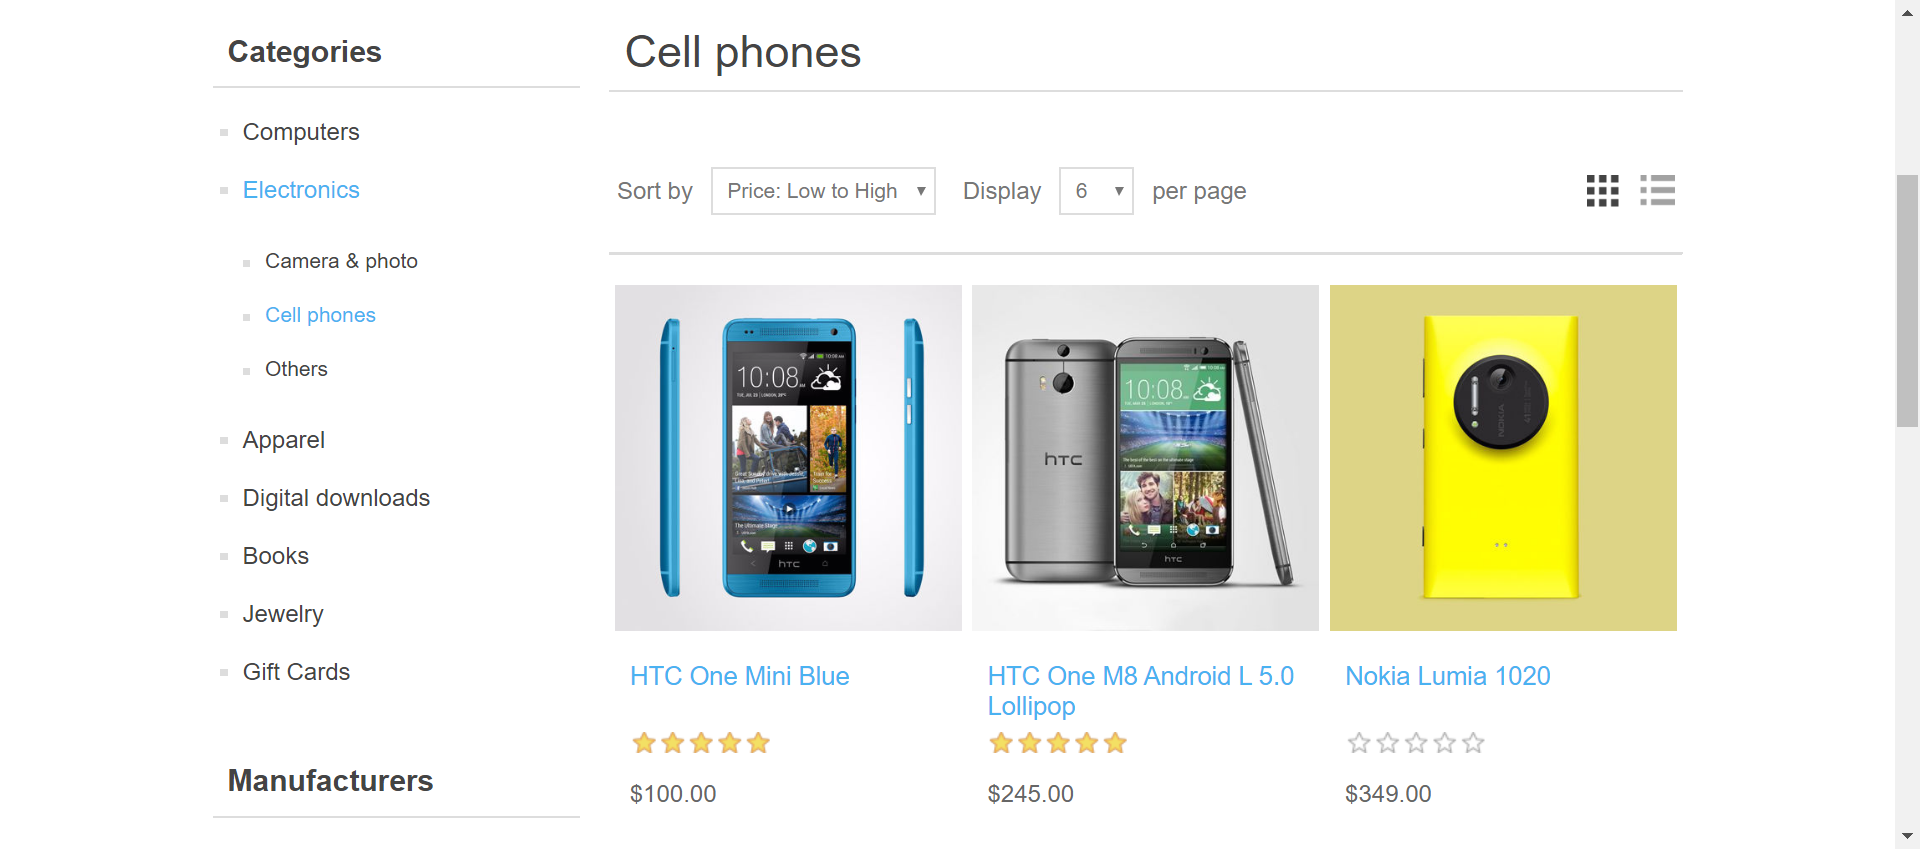 Categories
Computers
Electronics
Camera & photo
Cell phones
Others
Apparel
Digital downloads
Books
Jewelry
Gift Cards
Manufacturers
Cell phones
Sort by Price: Low to High Display 6 per page
10:08
htc
10:08
htc
htc
NOKIA
HTC One Mini Blue
HTC One M8 Android L 5.0
Lollipop
Nokia Lumia 1020
$100.00
$245.00
$349.00